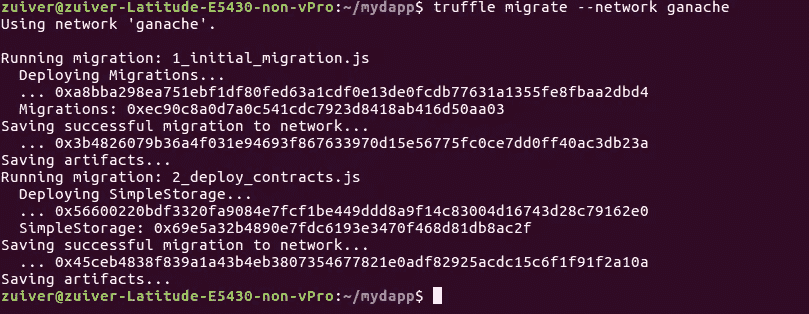 zuiver@zuiver-Latitude-E5430-non-vPro:~/mydapp$ truffle migrate --network ganache
Using network 'ganache'.
Running migration: 1_initial_migration.js
Deploying Migrations...
... 0xa8bba298ea751ebf1df80fed63a1cdf0e13de0fcdb77631a1355fe8fbaa2dbd4
Migrations: 0xec90c8a0d7a0c541cdc7923d8418ab416d50aa03
Saving successful migration to network...
... 0x3b4826079b36a4f031e94693f867633970d15e56775fc0ce7dd0ff40ac3db23a
Saving artifacts...
Running migration: 2_deploy_contracts.js
Deploying SimpleStorage...
... 0x56600220bdf3320fa9084e7fcf1be449ddd8a9f14c83004d16743d28c79162e0
SimpleStorage: 0x69e5a32b4890e7fdc6193e3470f468d81db8ac2f
Saving successful migration to network...
... 0x45ceb4838f839a1a43b4eb3807354677821e0adf82925acdc15c6f1f91f2a10a
Saving artifacts...
zuiver@zuiver-Latitude-E5430-non-vPro:~/mydapp$